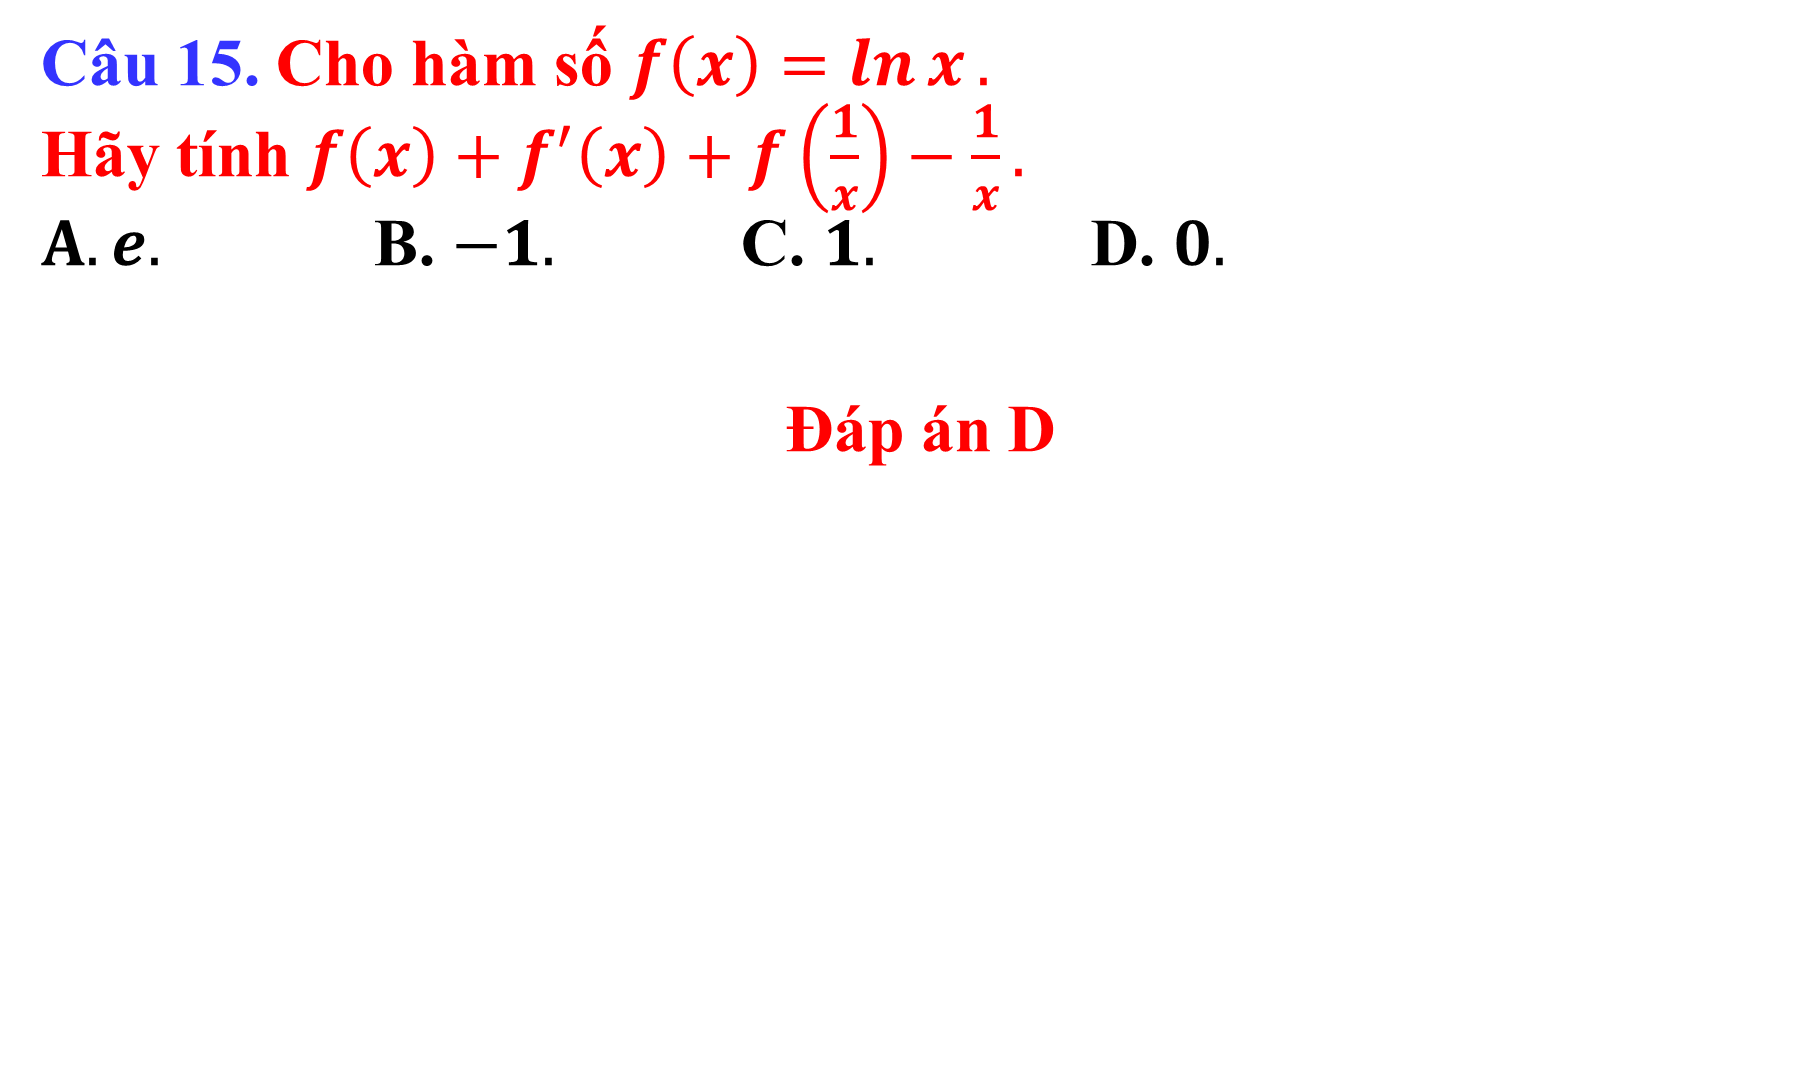 Câu 15. Cho hàm số f(x) = ln x .
Hãy tính f(x) + f′(x) + f(1/x) − 1/x .
A. e. B. −1. C. 1. D. 0.
Đáp án D